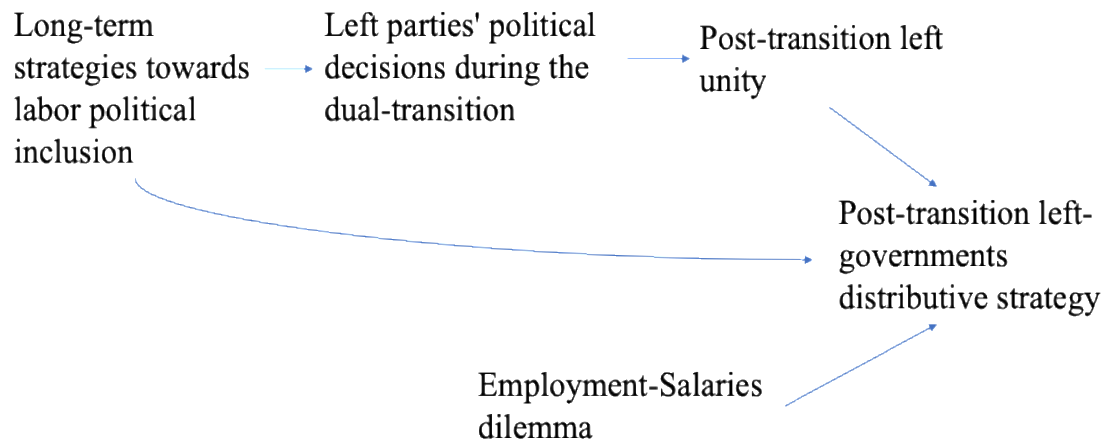 Long-term
strategies towards
labor political
inclusion
Left parties' political
decisions during the
dual-transition
Post-transition left
unity
Post-transition left-
governments
distributive strategy
Employment-Salaries
dilemma